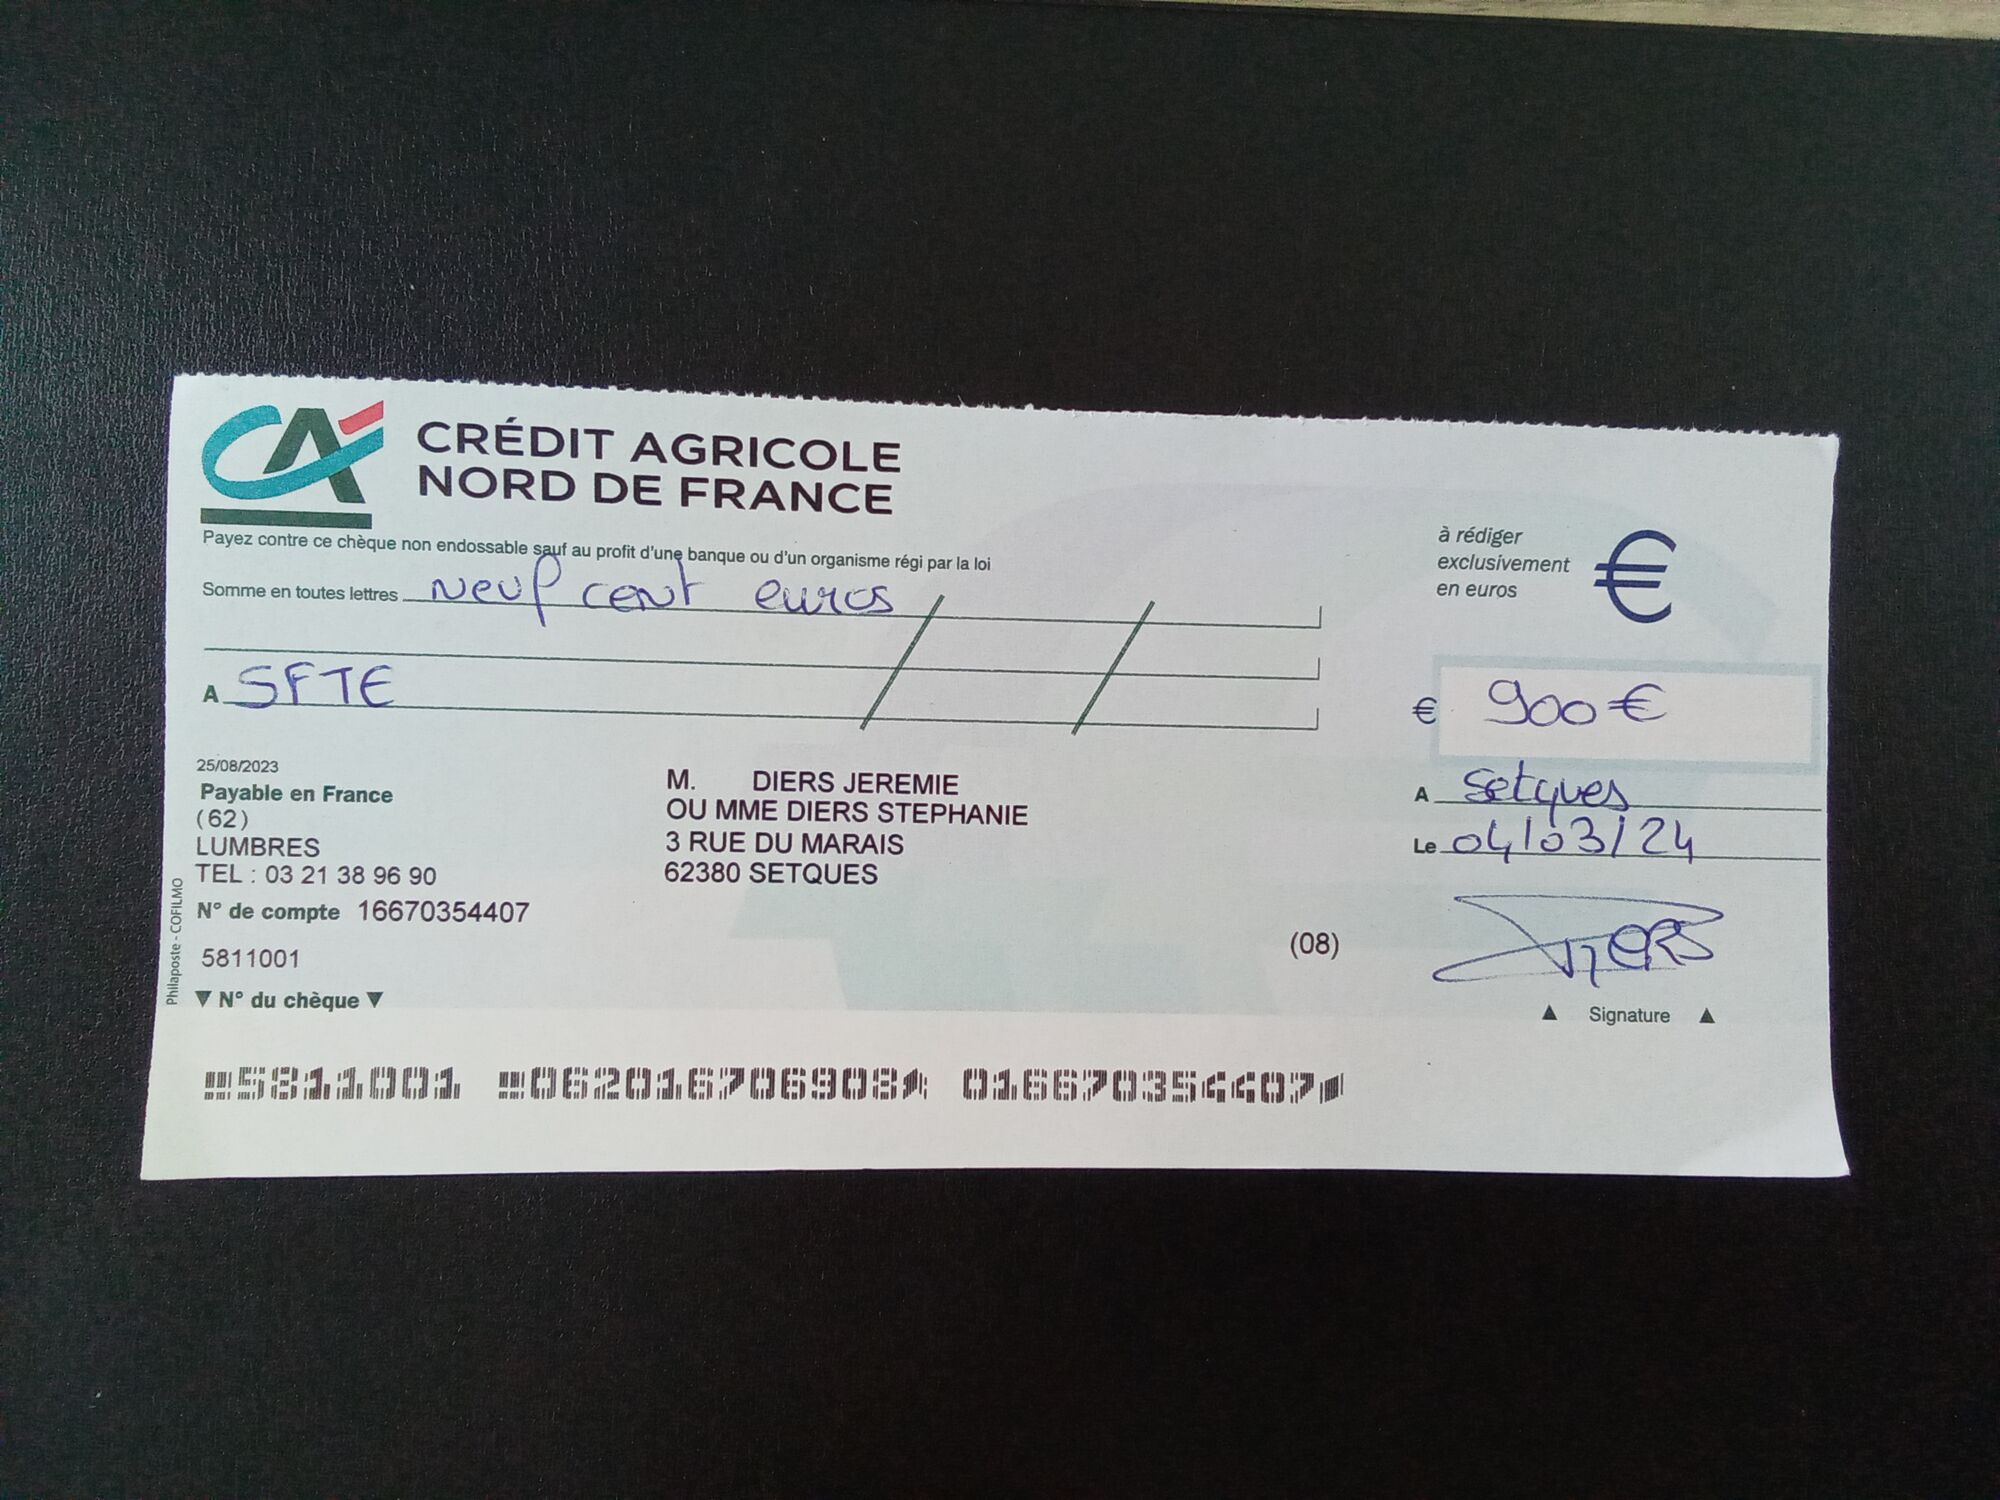 CA
CRÉDIT AGRICOLE
NORD DE FRANCE
Payez contre ce chèque non endossable sauf au profit d'une banque ou d'un organisme régi par la loi
Somme en toutes lettres neuf cent euros
à rédiger
exclusivement
en euros
€
A SFTE
€ 900 €
25/08/2023
Payable en France
(62)
LUMBRES
TEL : 03 21 38 96 90
N° de compte 16670354407
5811001
▼ N° du chèque ▼
Philaposte - COFILMO
M. DIERS JEREMIE
OU MME DIERS STEPHANIE
3 RUE DU MARAIS
62380 SETQUES
(08)
A Setques
Le 04/03/24
DIERS
▲ Signature ▲
5811001 062016706908 016670354407